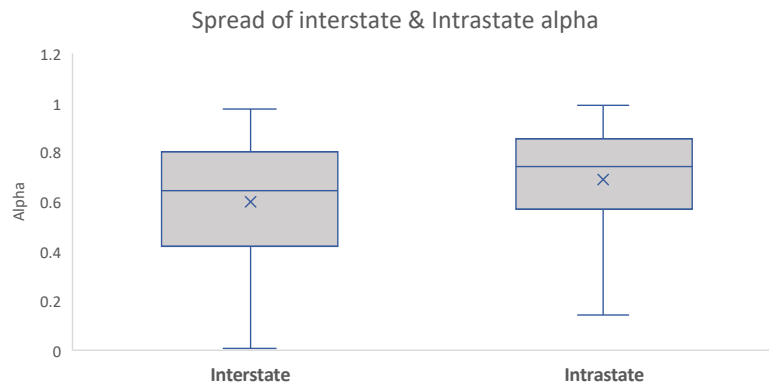 Spread of interstate & Intrastate alpha
1.2
1
0.8
0.6
0.4
0.2
0
Alpha
Interstate
Intrastate